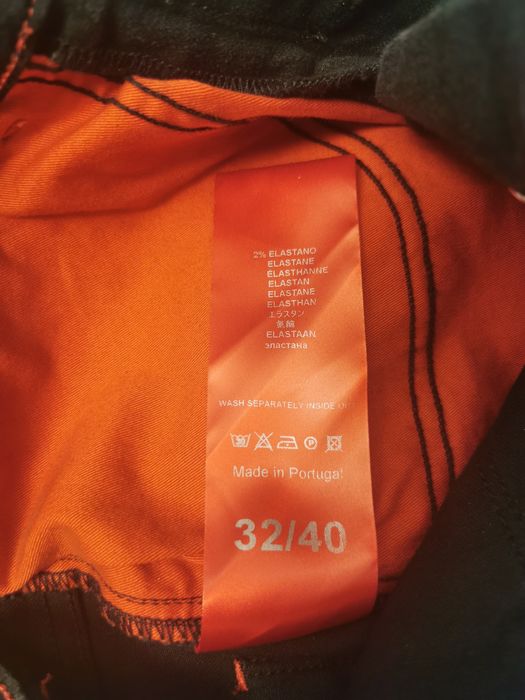 2% ELASTANO
ELASTANE
ELASTHANNE
ELASTAN
ELASTANE
ELASTHAN
エラスタン
氨綸
ELASTAAN
эластана
WASH SEPARATELY INSIDE OUT
Made in Portugal
32/40